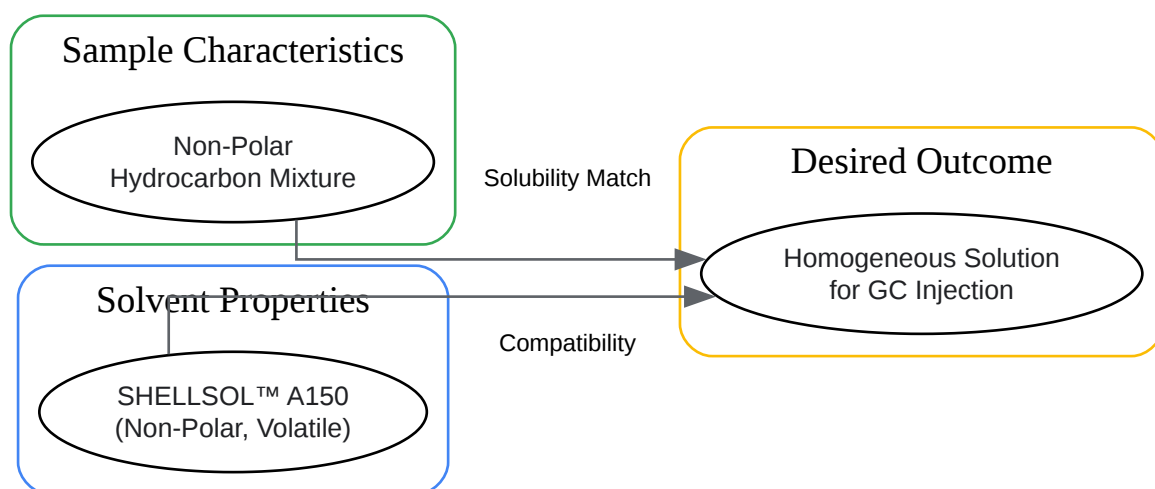 Sample Characteristics
Non-Polar
Hydrocarbon Mixture
Solubility Match
Desired Outcome
Homogeneous Solution
for GC Injection
Solvent Properties
Compatibility
SHELLSOL™ A150
(Non-Polar, Volatile)